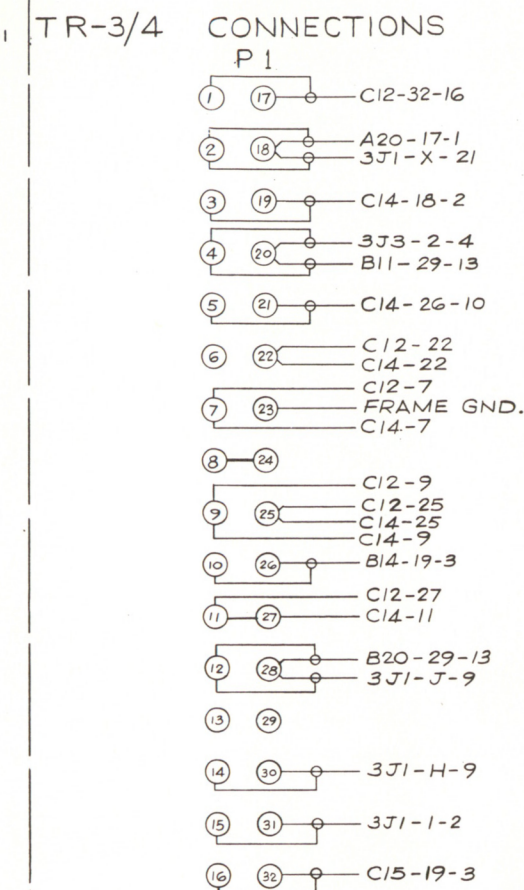 TR-3/4 CONNECTIONS
P1
1 17 C12-32-16
2 18 A20-17-1
3J1-X-21
3 19 C14-18-2
4 20 3J3-2-4
B11-29-13
5 21 C14-26-10
6 22 C12-22
C14-22
C12-7
7 23 FRAME GND.
C14-7
8 24
C12-9
9 25 C12-25
C14-25
C14-9
10 26 B14-19-3
C12-27
11 27 C14-11
12 28 B20-29-13
3J1-J-9
13 29
14 30 3J1-H-9
15 31 3J1-1-2
16 32 C15-19-3